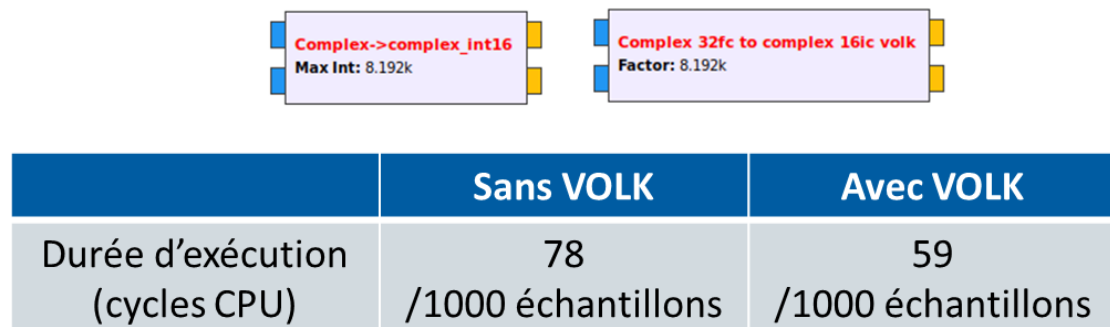 Complex->complex_int16
Max Int: 8.192k
Complex 32fc to complex 16ic volk
Factor: 8.192k
Sans VOLK
Avec VOLK
Durée d’exécution
(cycles CPU)
78
/1000 échantillons
59
/1000 échantillons